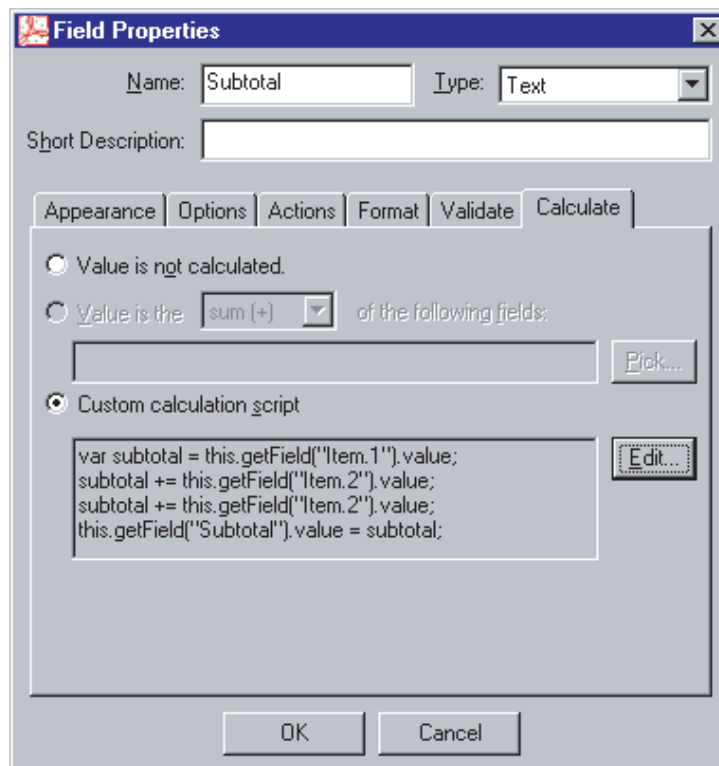 Field Properties
Name: Subtotal Type: Text
Short Description:
Appearance Options Actions Format Validate Calculate
Value is not calculated.
Value is the sum (+) of the following fields:
Pick...
Custom calculation script
var subtotal = this.getField("Item.1").value;
subtotal += this.getField("Item.2").value;
subtotal += this.getField("Item.2").value;
this.getField("Subtotal").value = subtotal;
Edit...
OK Cancel